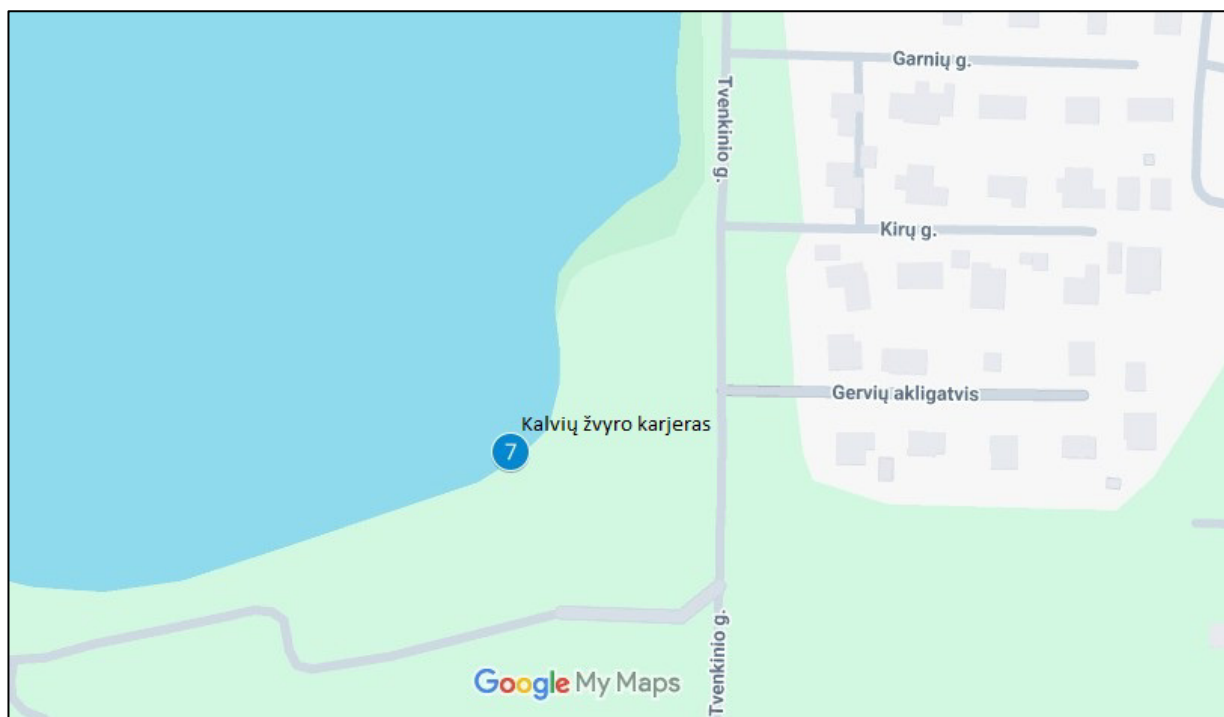 Garnių g.
Tvenkinio g.
Kirų g.
Gervių akligatvis
Kalvių žvyro karjeras
7
Tvenkinio g.
Google My Maps